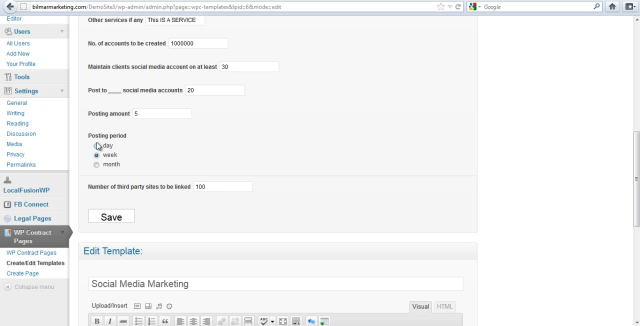 bilmarmarketing.com/DemoSite3/wp-admin/admin.php?page=wpc-templates&tpid=6&mode=edit
Google
Editor
Users
All Users
Add New
Your Profile
Tools
Settings
General
Writing
Reading
Discussion
Media
Privacy
Permalinks
LocalFusionWP
FB Connect
Legal Pages
WP Contract Pages
WP Contract Pages
Create/Edit Templates
Create Page
Collapse menu
Other services if any This IS A SERVICE
No. of accounts to be created 1000000
Maintain clients social media account on at least 30
Post to ____ social media accounts 20
Posting amount 5
Posting period
day
week
month
Number of third party sites to be linked 100
Save
Edit Template:
Social Media Marketing
Upload/Insert
Visual HTML
B I ABC